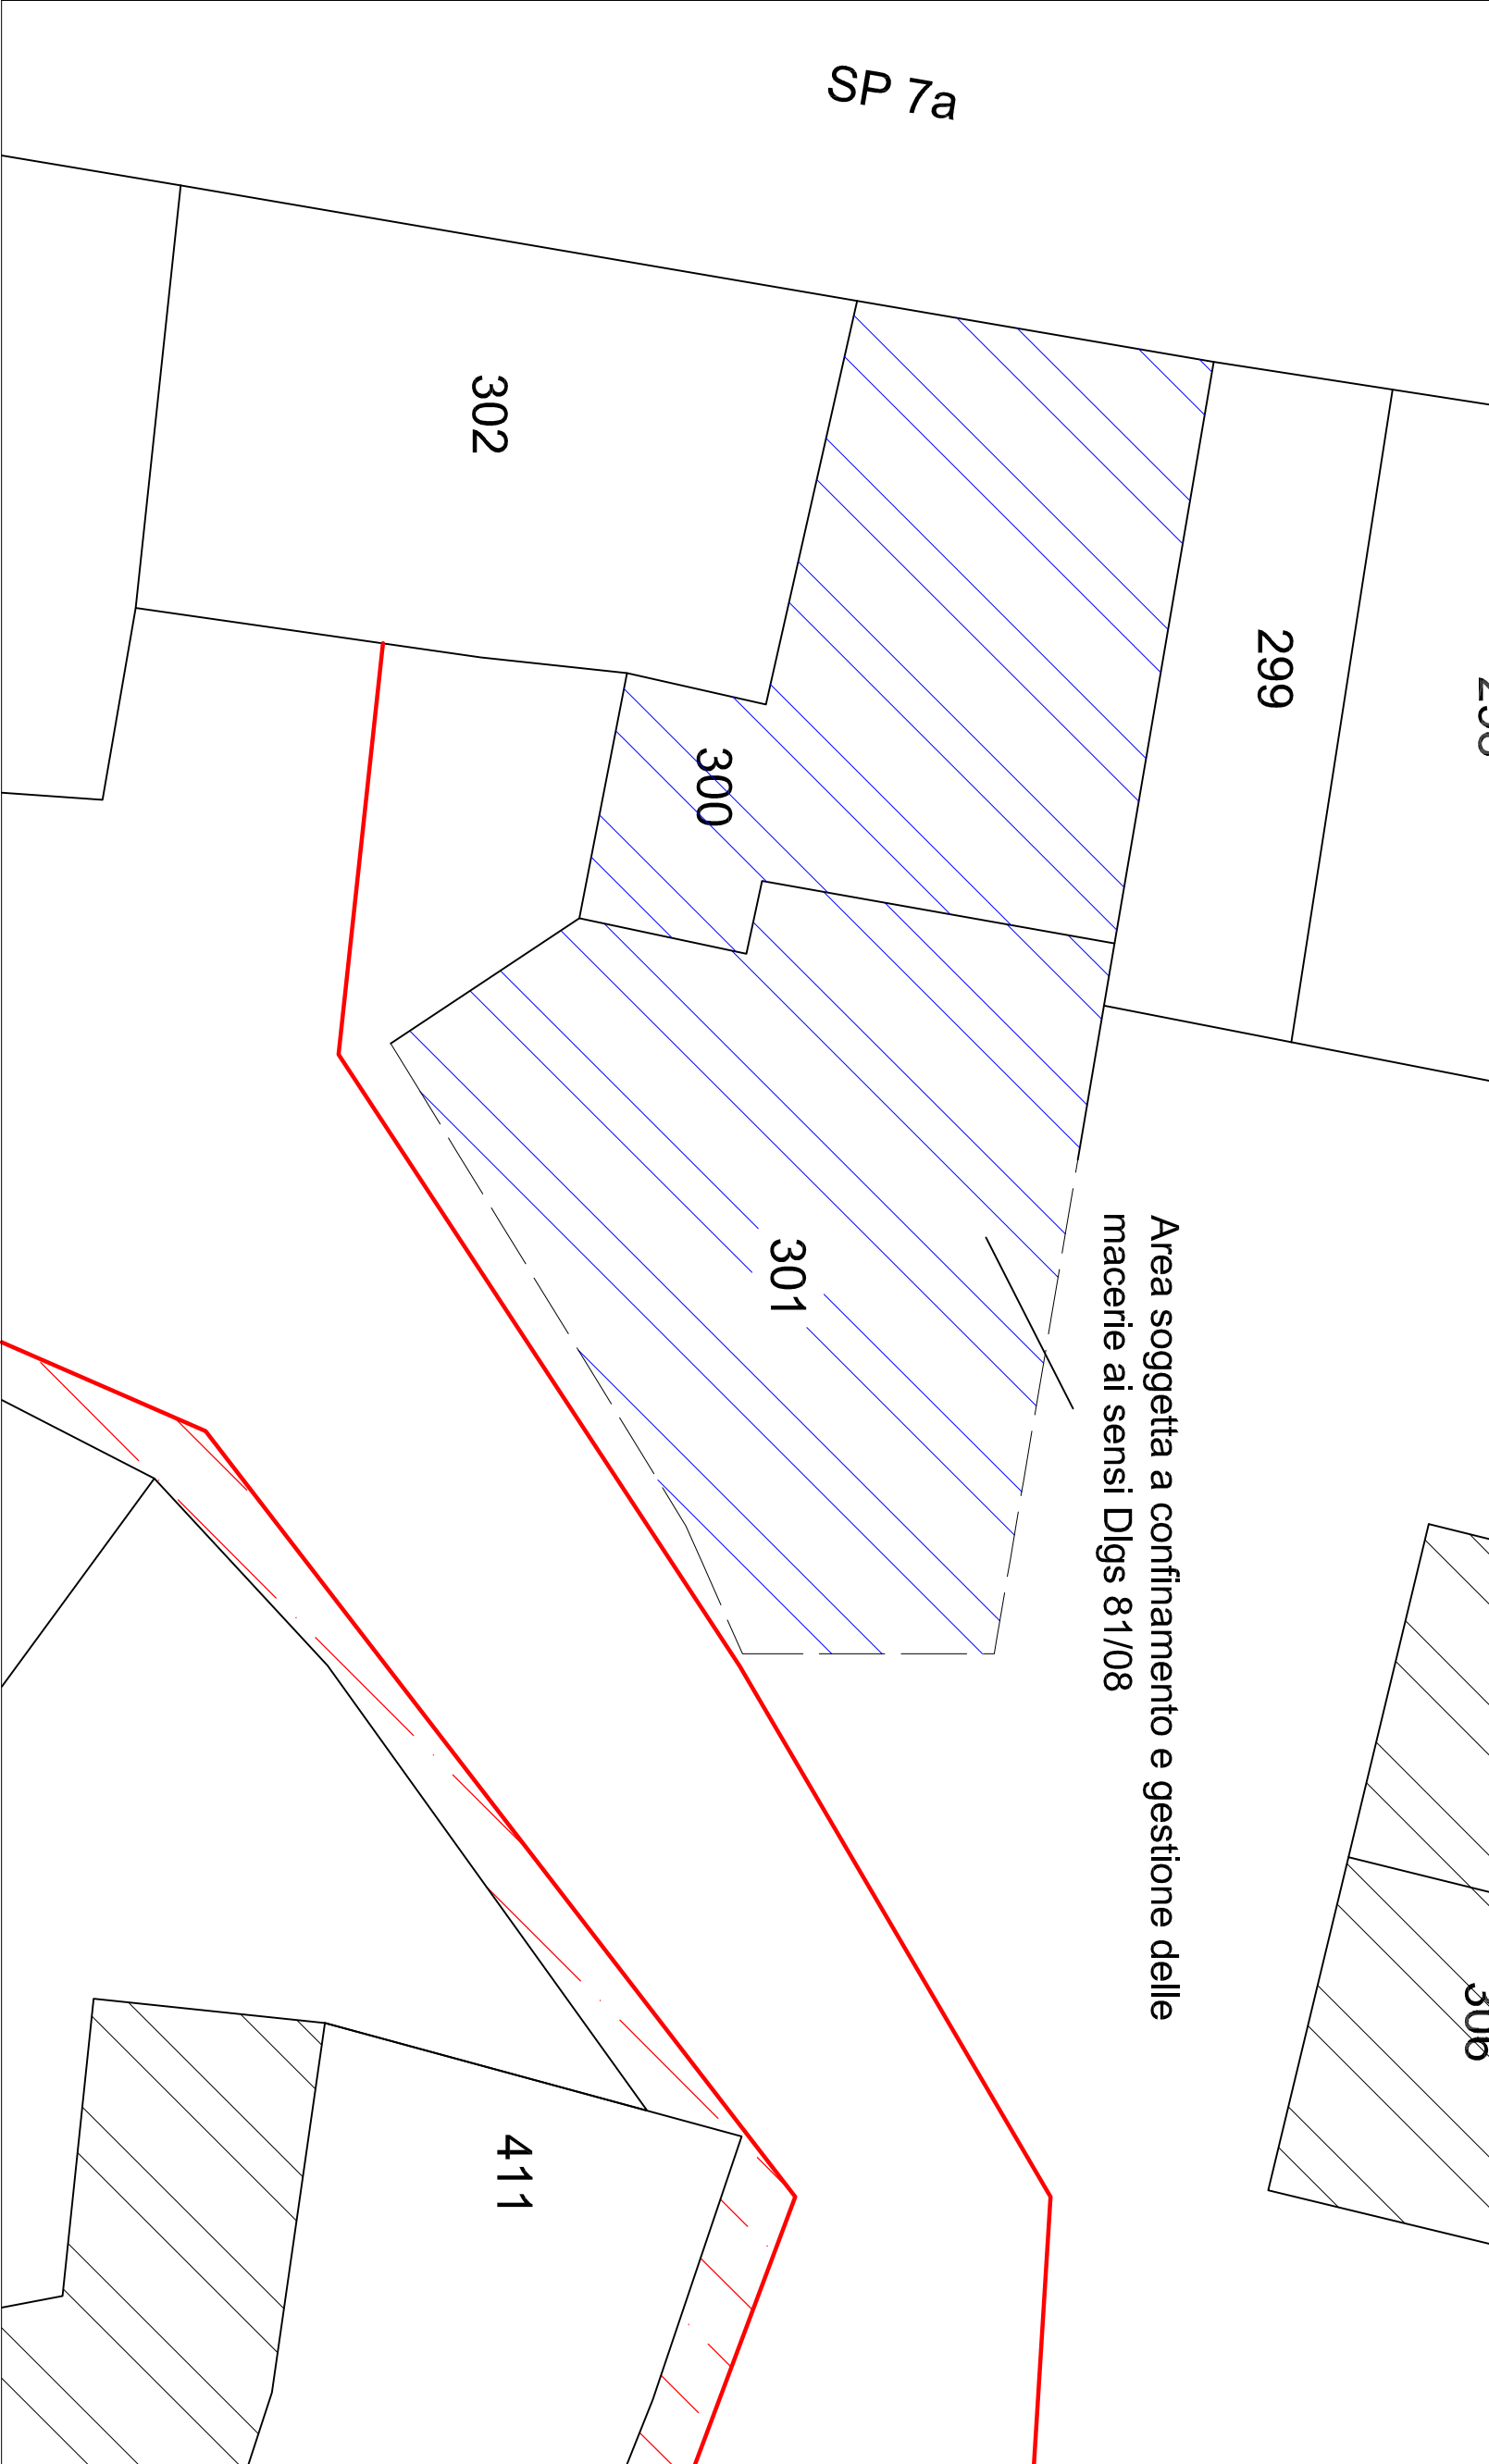 SP 7a
302
299
300
301
Area soggetta a confinamento e gestione delle
macerie ai sensi Dlgs 81/08
411